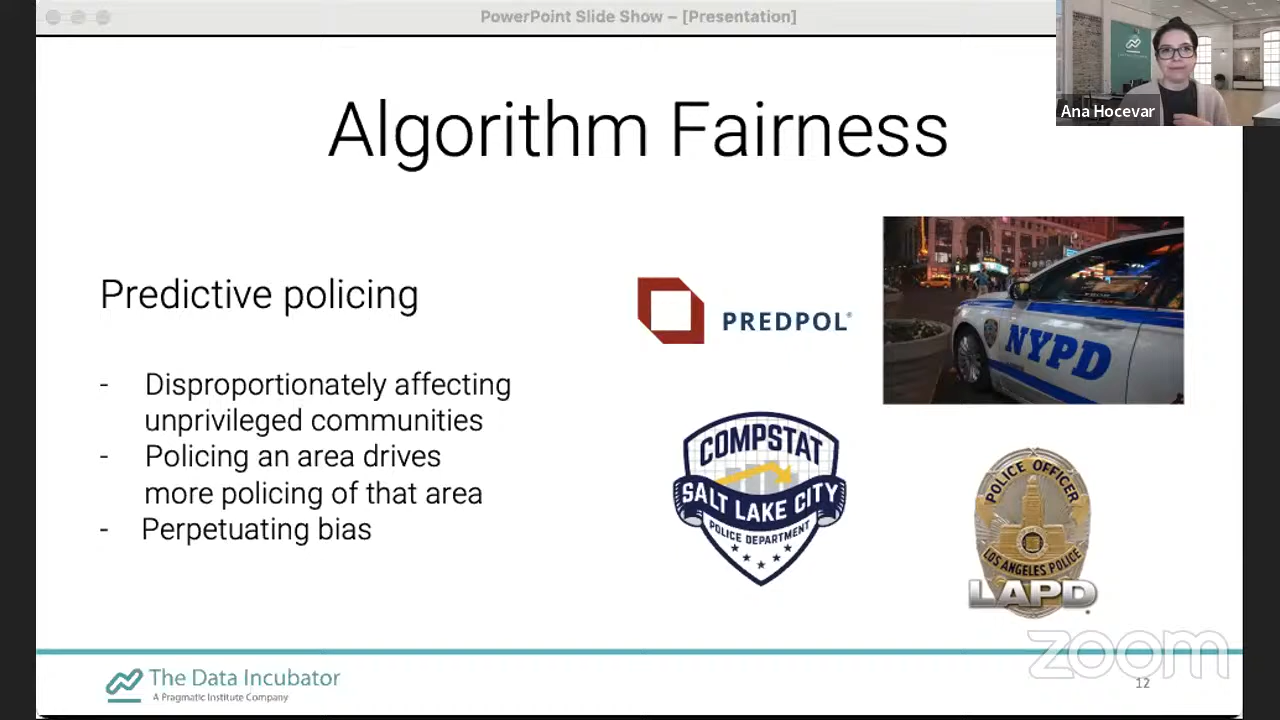 PowerPoint Slide Show – [Presentation]
Ana Hocevar
Algorithm Fairness
Predictive policing
- Disproportionately affecting
unprivileged communities
- Policing an area drives
more policing of that area
- Perpetuating bias
PREDPOL®
NYPD
COMPSTAT
SALT LAKE CITY
POLICE DEPARTMENT
POLICE OFFICER
LOS ANGELES POLICE
LAPD
zoom
The Data Incubator
A Pragmatic Institute Company
12